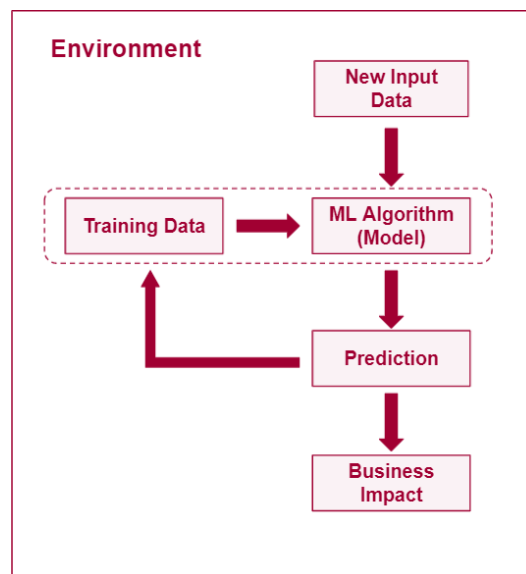 Environment
New Input
Data
Training Data
ML Algorithm
(Model)
Prediction
Business
Impact